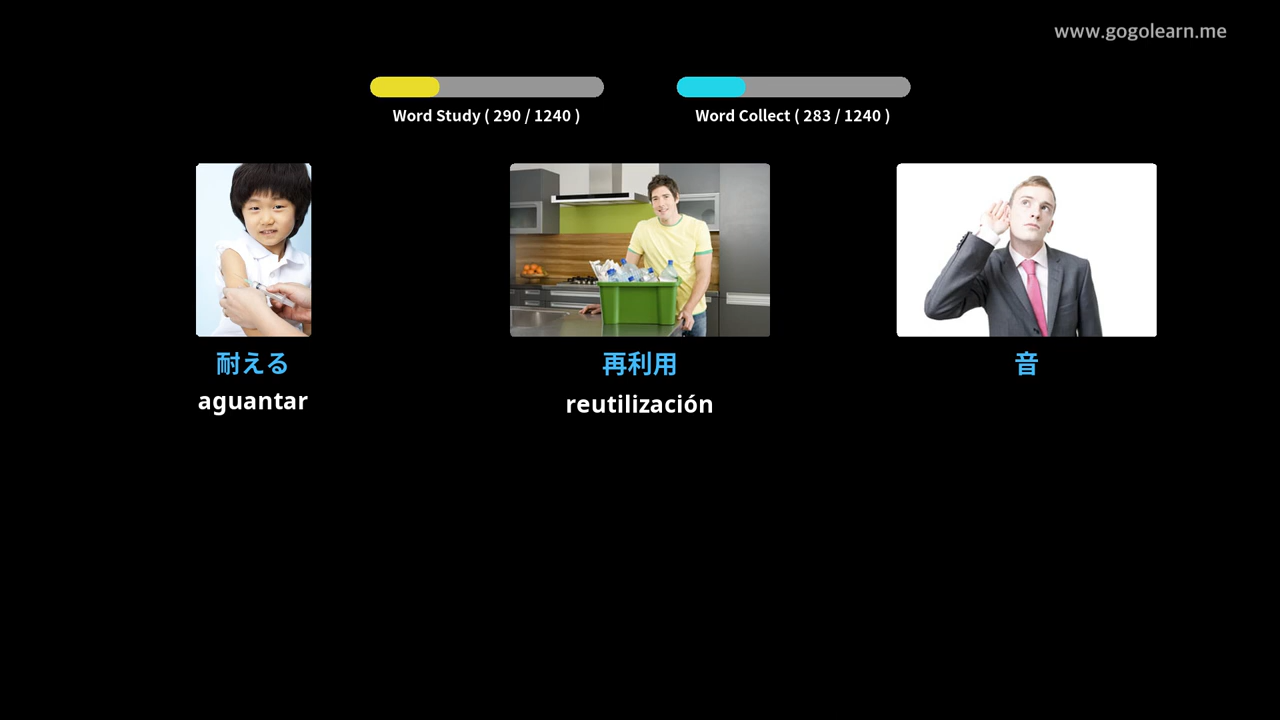 www.gogolearn.me
Word Study ( 290 / 1240 )
Word Collect ( 283 / 1240 )
耐える
aguantar
再利用
reutilización
音